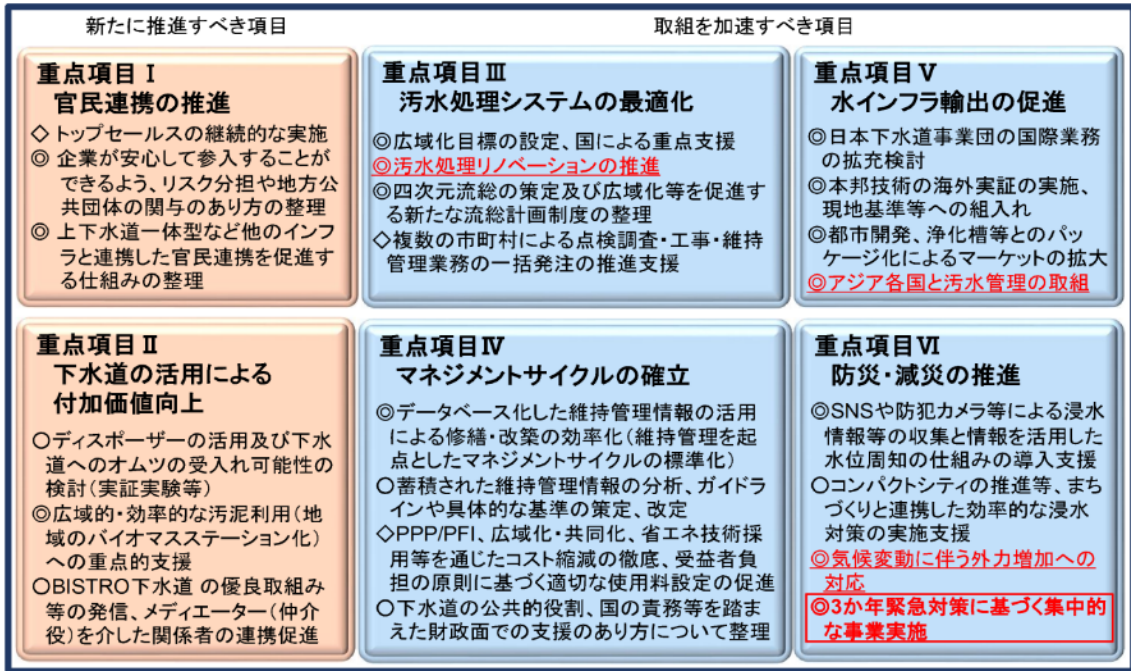 新たに推進すべき項目
取組を加速すべき項目
重点項目Ⅰ
官民連携の推進
◇トップセールスの継続的な実施
◎ 企業が安心して参入することが
できるよう、リスク分担や地方公
共団体の関与のあり方の整理
◎ 上下水道一体型など他のインフ
ラと連携した官民連携を促進す
る仕組みの整理
重点項目Ⅲ
汚水処理システムの最適化
◎広域化目標の設定、国による重点支援
◎汚水処理リノベーションの推進
◎四次元流総の策定及び広域化等を促進す
る新たな流総計画制度の整理
◇複数の市町村による点検調査・工事・維持
管理業務の一括発注の推進支援
重点項目Ⅴ
水インフラ輸出の促進
◎日本下水道事業団の国際業務
の拡充検討
◎本邦技術の海外実証の実施、
現地基準等への組入れ
◎都市開発、浄化槽等とのパッ
ケージ化によるマーケットの拡大
◎アジア各国と汚水管理の取組
重点項目Ⅱ
下水道の活用による
付加価値向上
○ディスポーザーの活用及び下水
道へのオムツの受入れ可能性の
検討(実証実験等)
◎広域的・効率的な汚泥利用(地
域のバイオマスステーション化)
への重点的支援
○BISTRO下水道 の優良取組み
等の発信、メディエーター(仲介
役)を介した関係者の連携促進
重点項目Ⅳ
マネジメントサイクルの確立
◎データベース化した維持管理情報の活用
による修繕・改築の効率化(維持管理を起
点としたマネジメントサイクルの標準化)
○蓄積された維持管理情報の分析、ガイドラ
インや具体的な基準の策定、改定
◇PPP/PFI、広域化・共同化、省エネ技術採
用等を通じたコスト縮減の徹底、受益者負
担の原則に基づく適切な使用料設定の促進
○下水道の公共的役割、国の責務等を踏ま
えた財政面での支援のあり方について整理
重点項目Ⅵ
防災・減災の推進
◎SNSや防犯カメラ等による浸水
情報等の収集と情報を活用した
水位周知の仕組みの導入支援
○コンパクトシティの推進等、まち
づくりと連携した効率的な浸水
対策の実施支援
◎気候変動に伴う外力増加への
対応
◎3か年緊急対策に基づく集中的
な事業実施